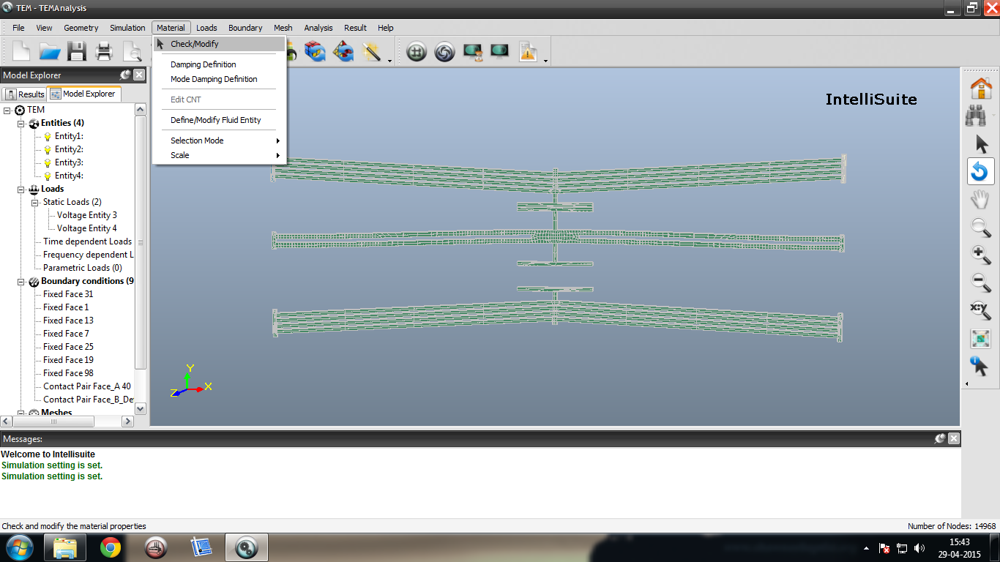 TEM - TEMAnalysis
File View Geometry Simulation Material Loads Boundary Mesh Analysis Result Help
Check/Modify
Damping Definition
Mode Damping Definition
Edit CNT
Define/Modify Fluid Entity
Selection Mode
Scale
Model Explorer
Results Model Explorer
TEM
Entities (4)
Entity1:
Entity2:
Entity3:
Entity4:
Loads
Static Loads (2)
Voltage Entity 3
Voltage Entity 4
Time dependent Loads
Frequency dependent L
Parametric Loads (0)
Boundary conditions (9
Fixed Face 31
Fixed Face 1
Fixed Face 13
Fixed Face 7
Fixed Face 25
Fixed Face 19
Fixed Face 98
Contact Pair Face_A 40
Contact Pair Face_B_De
Meshes
IntelliSuite
Y
X
Z
x:y
Messages:
Welcome to Intellisuite
Simulation setting is set.
Simulation setting is set.
Check and modify the material properties
Number of Nodes: 14968
15:43
29-04-2015